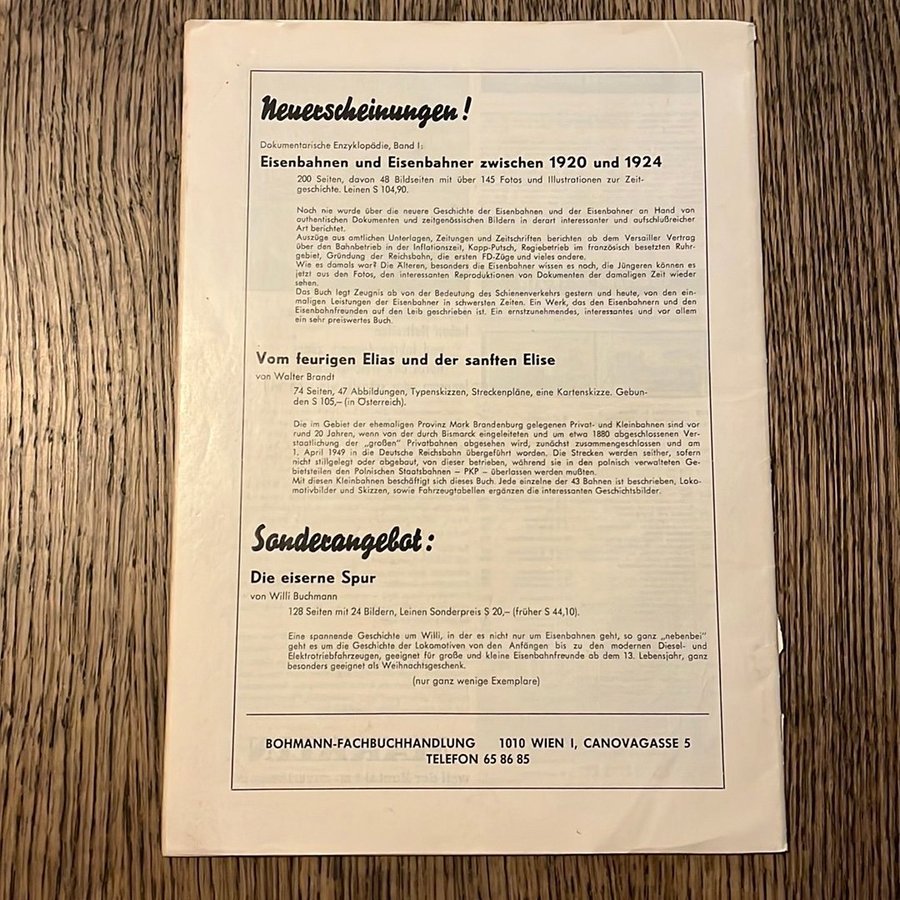 Neuerscheinungen!
Dokumentarische Enzyklopädie, Band I:
Eisenbahnen und Eisenbahner zwischen 1920 und 1924
200 Seiten, davon 48 Bildseiten mit über 145 Fotos und Illustrationen zur Zeit-
geschichte. Leinen S 104,90.
Noch nie wurde über die neuere Geschichte der Eisenbahnen und der Eisenbahner an Hand von
authentischen Dokumenten und zeitgenössischen Bildern in derart interessanter und aufschlußreicher
Art berichtet.
Auszüge aus amtlichen Unterlagen, Zeitungen und Zeitschriften berichten ab dem Versailler Vertrag
über den Bahnbetrieb in der Inflationszeit, Kapp-Putsch, Regiebetrieb im französisch besetzten Ruhr-
gebiet, Gründung der Reichsbahn, die ersten FD-Züge und vieles andere.
Wie es damals war? Die Älteren, besonders die Eisenbahner wissen es noch, die Jüngeren können es
jetzt aus den Fotos, den interessanten Reproduktionen von Dokumenten der damaligen Zeit wieder
sehen.
Das Buch legt Zeugnis ab von der Bedeutung des Schienenverkehrs gestern und heute, von den ein-
maligen Leistungen der Eisenbahner in schwersten Zeiten. Ein Werk, das den Eisenbahnern und den
Eisenbahnfreunden auf den Leib geschrieben ist. Ein ernstzunehmendes, interessantes und vor allem
ein sehr preiswertes Buch.
Vom feurigen Elias und der sanften Elise
von Walter Brandt
74 Seiten, 47 Abbildungen, Typenskizzen, Streckenpläne, eine Kartenskizze. Gebun-
den S 105,– (in Österreich).
Die im Gebiet der ehemaligen Provinz Mark Brandenburg gelegenen Privat- und Kleinbahnen sind vor
rund 20 Jahren, wenn von der durch Bismarck eingeleiteten und um etwa 1880 abgeschlossenen Ver-
staatlichung der „großen" Privatbahnen abgesehen wird, zunächst zusammengeschlossen und am
1. April 1949 in die Deutsche Reichsbahn übergeführt worden. Die Strecken werden seither, sofern
nicht stillgelegt oder abgebaut, von dieser betrieben, während sie in den polnisch verwalteten Ge-
bietsteilen den Polnischen Staatsbahnen – PKP – überlassen werden mußten.
Mit diesen Kleinbahnen beschäftigt sich dieses Buch. Jede einzelne der 43 Bahnen ist beschrieben, Loko-
motivbilder und Skizzen, sowie Fahrzeugtabellen ergänzen die interessanten Geschichtsbilder.
Sonderangebot:
Die eiserne Spur
von Willi Buchmann
128 Seiten mit 24 Bildern, Leinen Sonderpreis S 20,– (früher S 44,10).
Eine spannende Geschichte um Willi, in der es nicht nur um Eisenbahnen geht, so ganz „nebenbei"
geht es um die Geschichte der Lokomotiven von den Anfängen bis zu den modernen Diesel- und
Elektrotriebfahrzeugen, geeignet für große und kleine Eisenbahnfreunde ab dem 13. Lebensjahr, ganz
besonders geeignet als Weihnachtsgeschenk.
(nur ganz wenige Exemplare)
BOHMANN-FACHBUCHHANDLUNG 1010 WIEN I, CANOVAGASSE 5
TELEFON 65 86 85